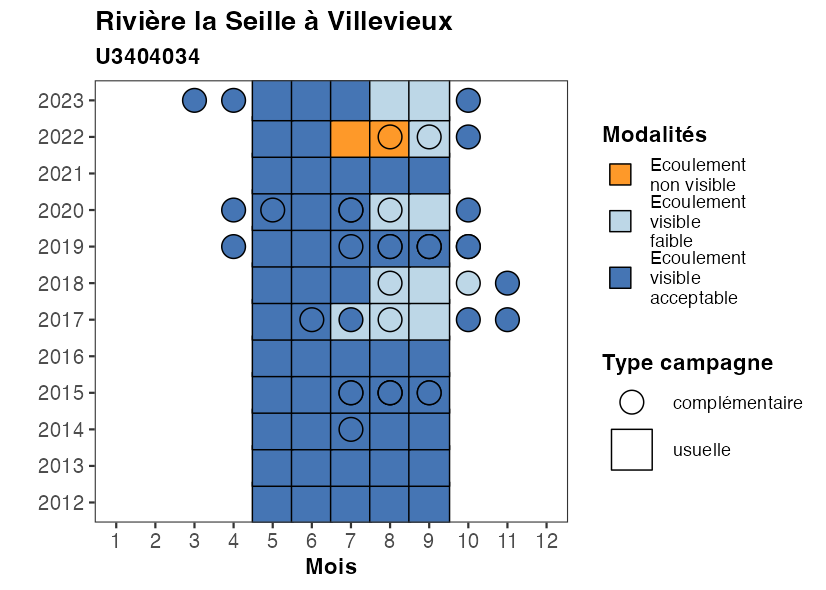 Rivière la Seille à Villevieux
U3404034
2023
2022
2021
2020
2019
2018
2017
2016
2015
2014
2013
2012
1 2 3 4 5 6 7 8 9 10 11 12
Mois
Modalités
Ecoulement
non visible
Ecoulement
visible
faible
Ecoulement
visible
acceptable
Type campagne
complémentaire
usuelle